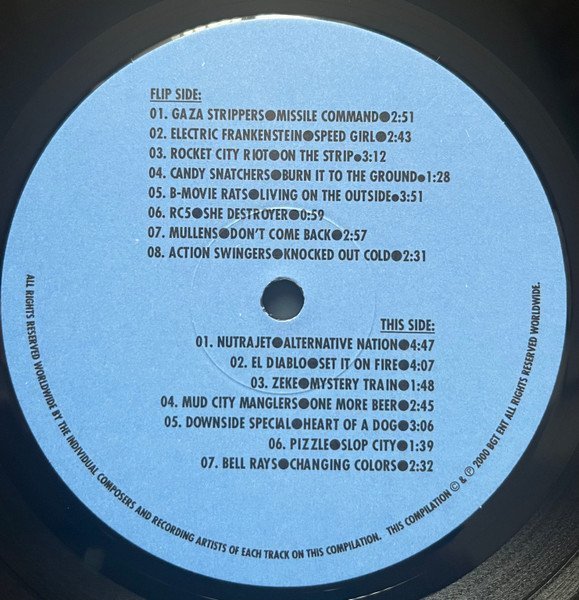 FLIP SIDE:
01. GAZA STRIPPERS●MISSILE COMMAND●2:51
02. ELECTRIC FRANKENSTEIN●SPEED GIRL●2:43
03. ROCKET CITY RIOT●ON THE STRIP●3:12
04. CANDY SNATCHERS●BURN IT TO THE GROUND●1:28
05. B-MOVIE RATS●LIVING ON THE OUTSIDE●3:51
06. RC5●SHE DESTROYER●0:59
07. MULLENS●DON'T COME BACK●2:57
08. ACTION SWINGERS●KNOCKED OUT COLD●2:31
THIS SIDE:
01. NUTRAJET●ALTERNATIVE NATION●4:47
02. EL DIABLO●SET IT ON FIRE●4:07
03. ZEKE●MYSTERY TRAIN●1:48
04. MUD CITY MANGLERS●ONE MORE BEER●2:45
05. DOWNSIDE SPECIAL●HEART OF A DOG●3:06
06. PIZZLE●SLOP CITY●1:39
07. BELL RAYS●CHANGING COLORS●2:32
ALL RIGHTS RESERVED WORLDWIDE BY THE INDIVIDUAL COMPOSERS AND RECORDING ARTISTS OF EACH TRACK ON THIS COMPILATION. THIS COMPILATION © & ℗ 2000 BGT ENT ALL RIGHTS RESERVED WORLDWIDE.